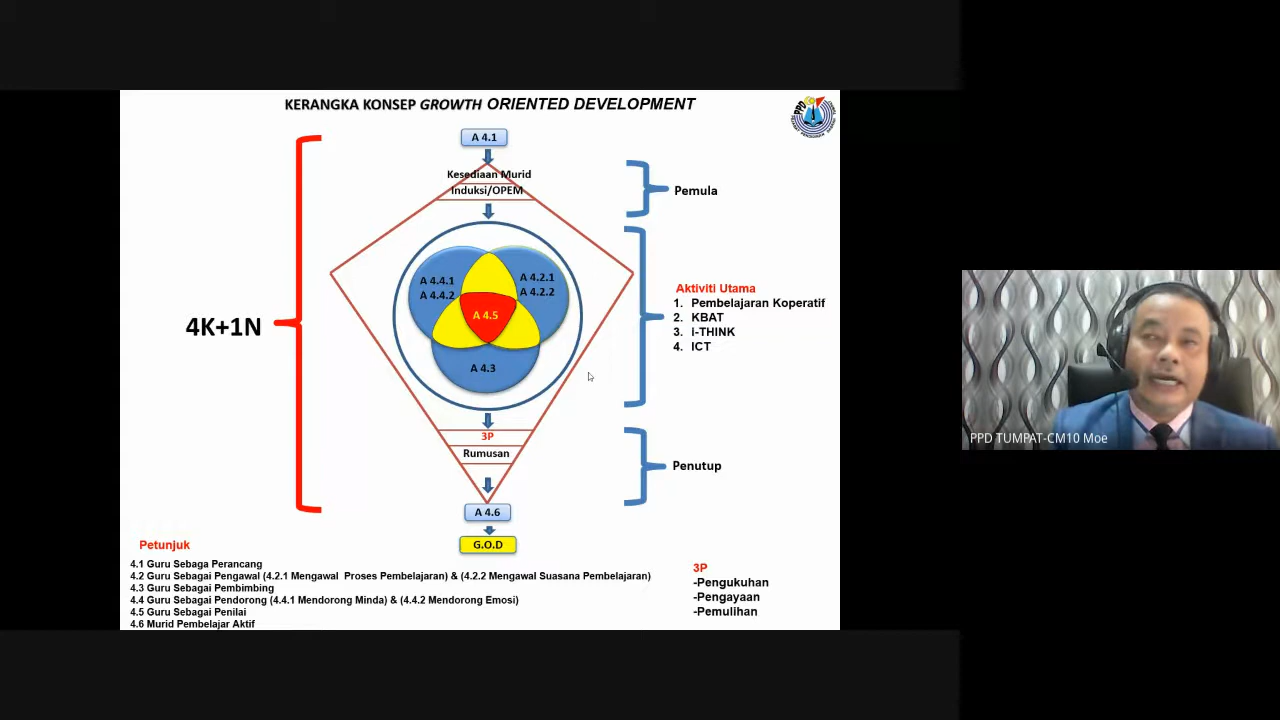 KERANGKA KONSEP GROWTH ORIENTED DEVELOPMENT
A 4.1
Kesediaan Murid
Induksi/OPEM
Pemula
A 4.4.1
A 4.4.2
A 4.2.1
A 4.2.2
A 4.5
A 4.3
4K+1N
Aktiviti Utama
1. Pembelajaran Koperatif
2. KBAT
3. i-THINK
4. ICT
3P
Rumusan
Penutup
A 4.6
G.O.D
Petunjuk
4.1 Guru Sebaga Perancang
4.2 Guru Sebagai Pengawal (4.2.1 Mengawal Proses Pembelajaran) & (4.2.2 Mengawal Suasana Pembelajaran)
4.3 Guru Sebagai Pembimbing
4.4 Guru Sebagai Pendorong (4.4.1 Mendorong Minda) & (4.4.2 Mendorong Emosi)
4.5 Guru Sebagai Penilai
4.6 Murid Pembelajar Aktif
3P
-Pengukuhan
-Pengayaan
-Pemulihan
PPD TUMPAT-CM10 Moe